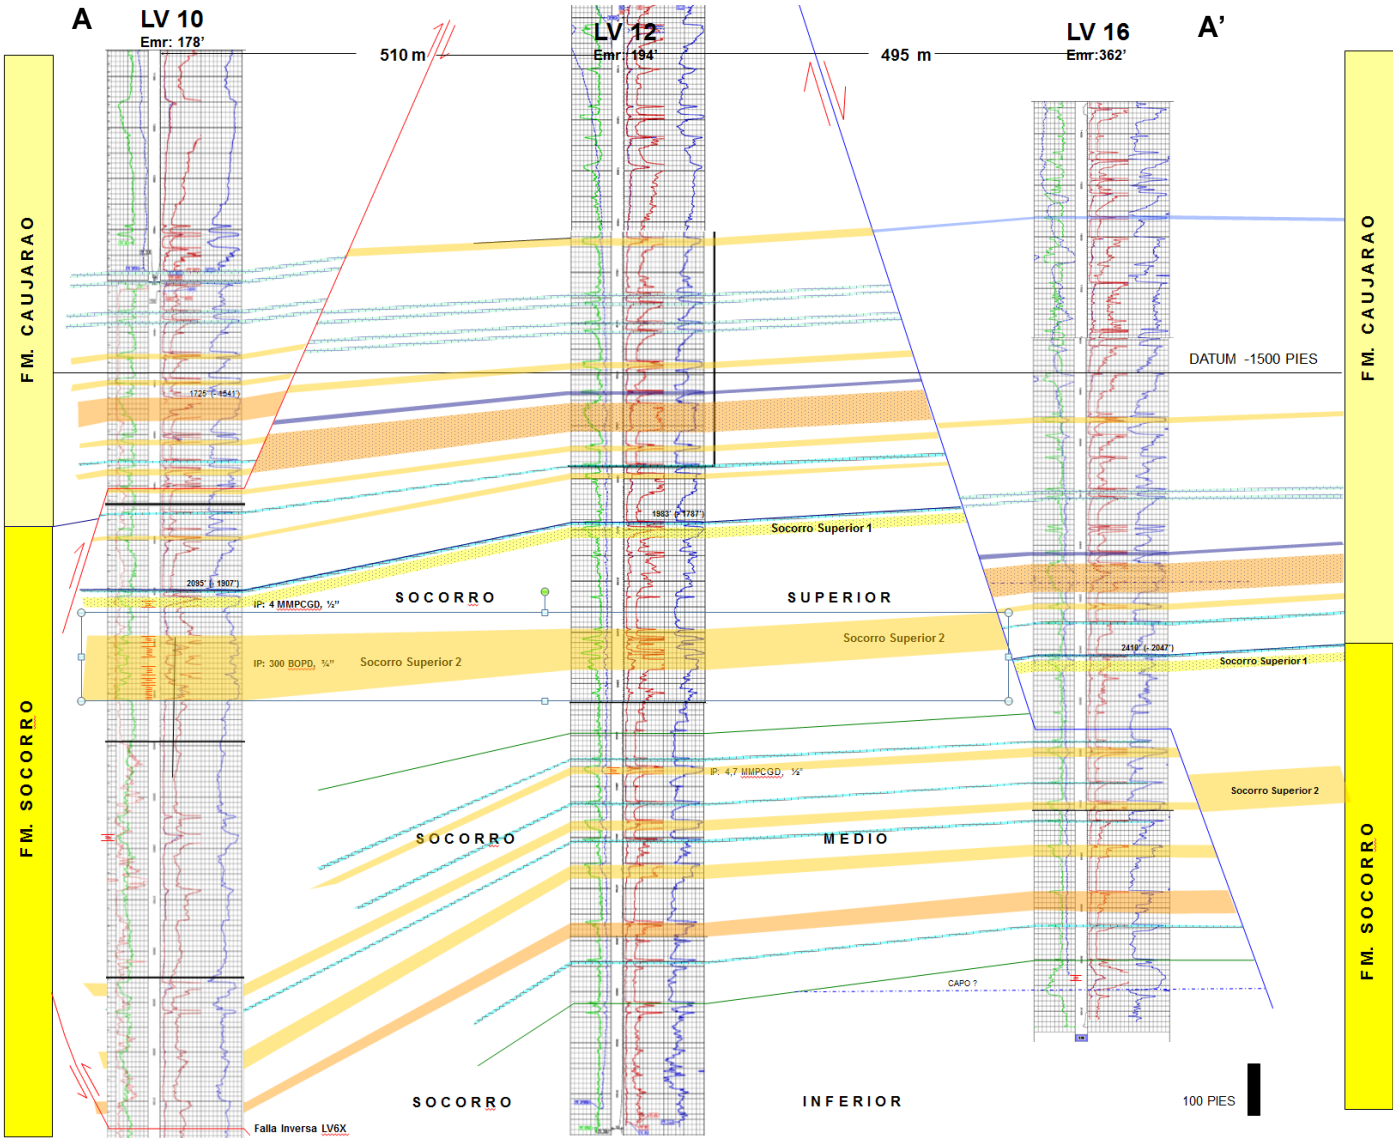 A
LV 10
Emr: 178'
510 m
LV 12
Emr: 194'
495 m
LV 16
Emr:362'
A'
FM. CAUJARAO
FM. CAUJARAO
DATUM -1500 PIES
1725' (- 1541')
1983' (- 1787')
Socorro Superior 1
2095' (- 1907')
IP: 4 MMPCGD, ½"
SOCORRO
SUPERIOR
Socorro Superior 2
IP: 300 BOPD, ¾"
Socorro Superior 2
2410' (- 2047')
Socorro Superior 1
FM. SOCORRO
FM. SOCORRO
IP: 4,7 MMPCGD, ½"
Socorro Superior 2
SOCORRO
MEDIO
CAPO ?
SOCORRO
INFERIOR
100 PIES
Falla Inversa LV6X